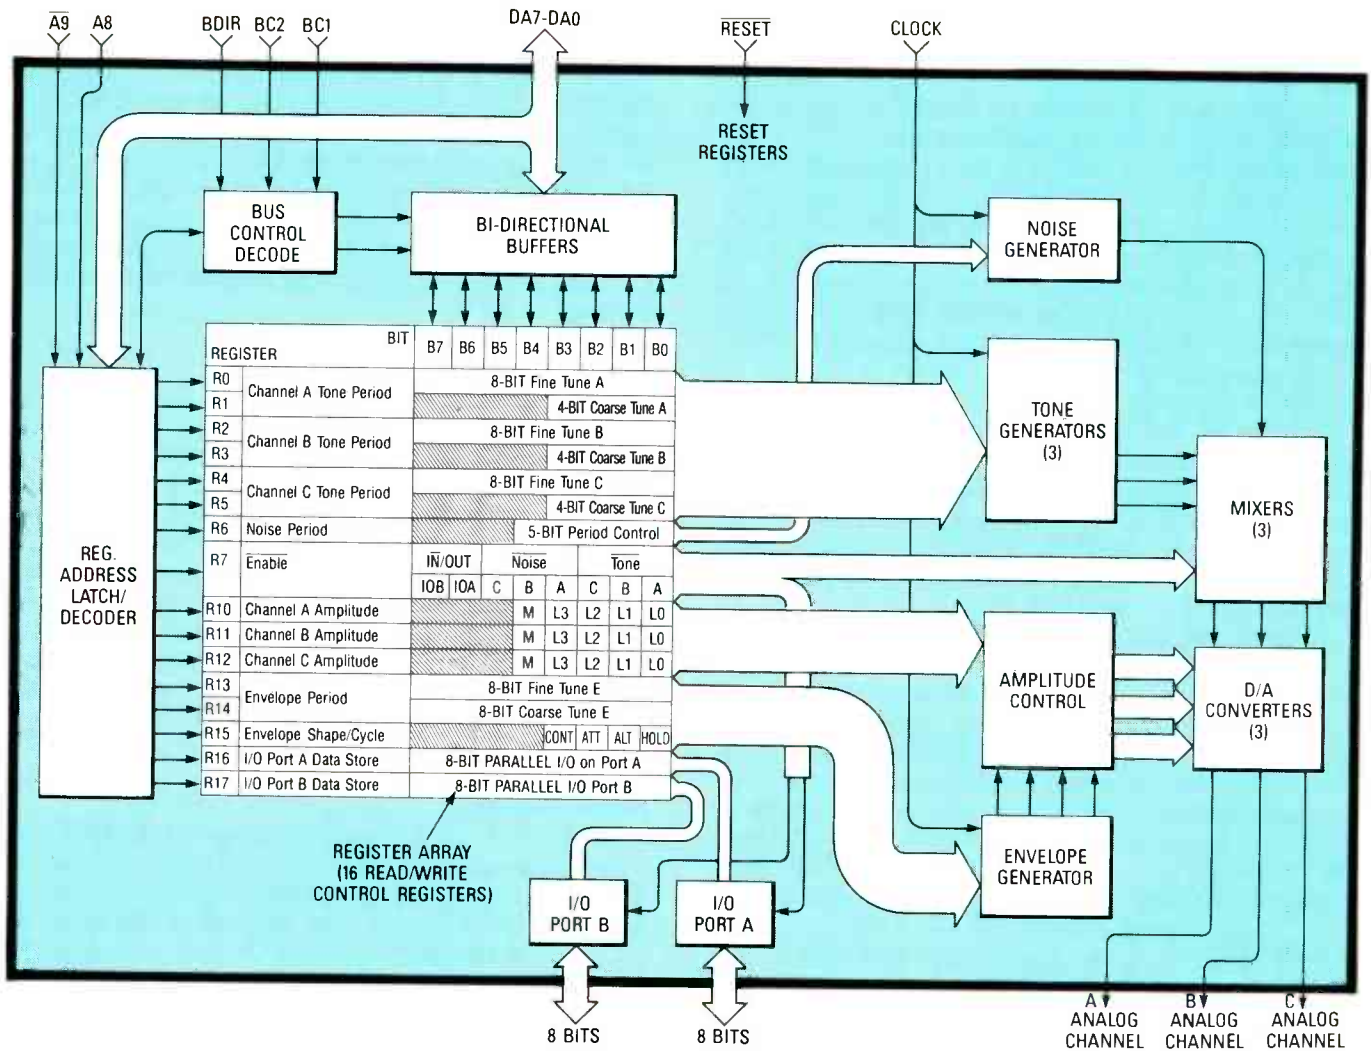 A9 A8 BDIR BC2 BC1 DA7-DA0 RESET CLOCK
RESET
REGISTERS
BUS
CONTROL
DECODE
BI-DIRECTIONAL
BUFFERS
NOISE
GENERATOR
BIT
REGISTER
B7 B6 B5 B4 B3 B2 B1 B0
R0 Channel A Tone Period 8-BIT Fine Tune A
R1 4-BIT Coarse Tune A
R2 Channel B Tone Period 8-BIT Fine Tune B
R3 4-BIT Coarse Tune B
R4 Channel C Tone Period 8-BIT Fine Tune C
R5 4-BIT Coarse Tune C
R6 Noise Period 5-BIT Period Control
R7 Enable IN/OUT Noise Tone
IOB IOA C B A C B A
R10 Channel A Amplitude M L3 L2 L1 L0
R11 Channel B Amplitude M L3 L2 L1 L0
R12 Channel C Amplitude M L3 L2 L1 L0
R13 Envelope Period 8-BIT Fine Tune E
R14 8-BIT Coarse Tune E
R15 Envelope Shape/Cycle CONT ATT ALT HOLD
R16 I/O Port A Data Store 8-BIT PARALLEL I/O on Port A
R17 I/O Port B Data Store 8-BIT PARALLEL I/O Port B
REG.
ADDRESS
LATCH/
DECODER
TONE
GENERATORS
(3)
MIXERS
(3)
AMPLITUDE
CONTROL
D/A
CONVERTERS
(3)
ENVELOPE
GENERATOR
REGISTER ARRAY
(16 READ/WRITE
CONTROL REGISTERS)
I/O
PORT B
I/O
PORT A
8 BITS
8 BITS
A
ANALOG
CHANNEL
B
ANALOG
CHANNEL
C
ANALOG
CHANNEL